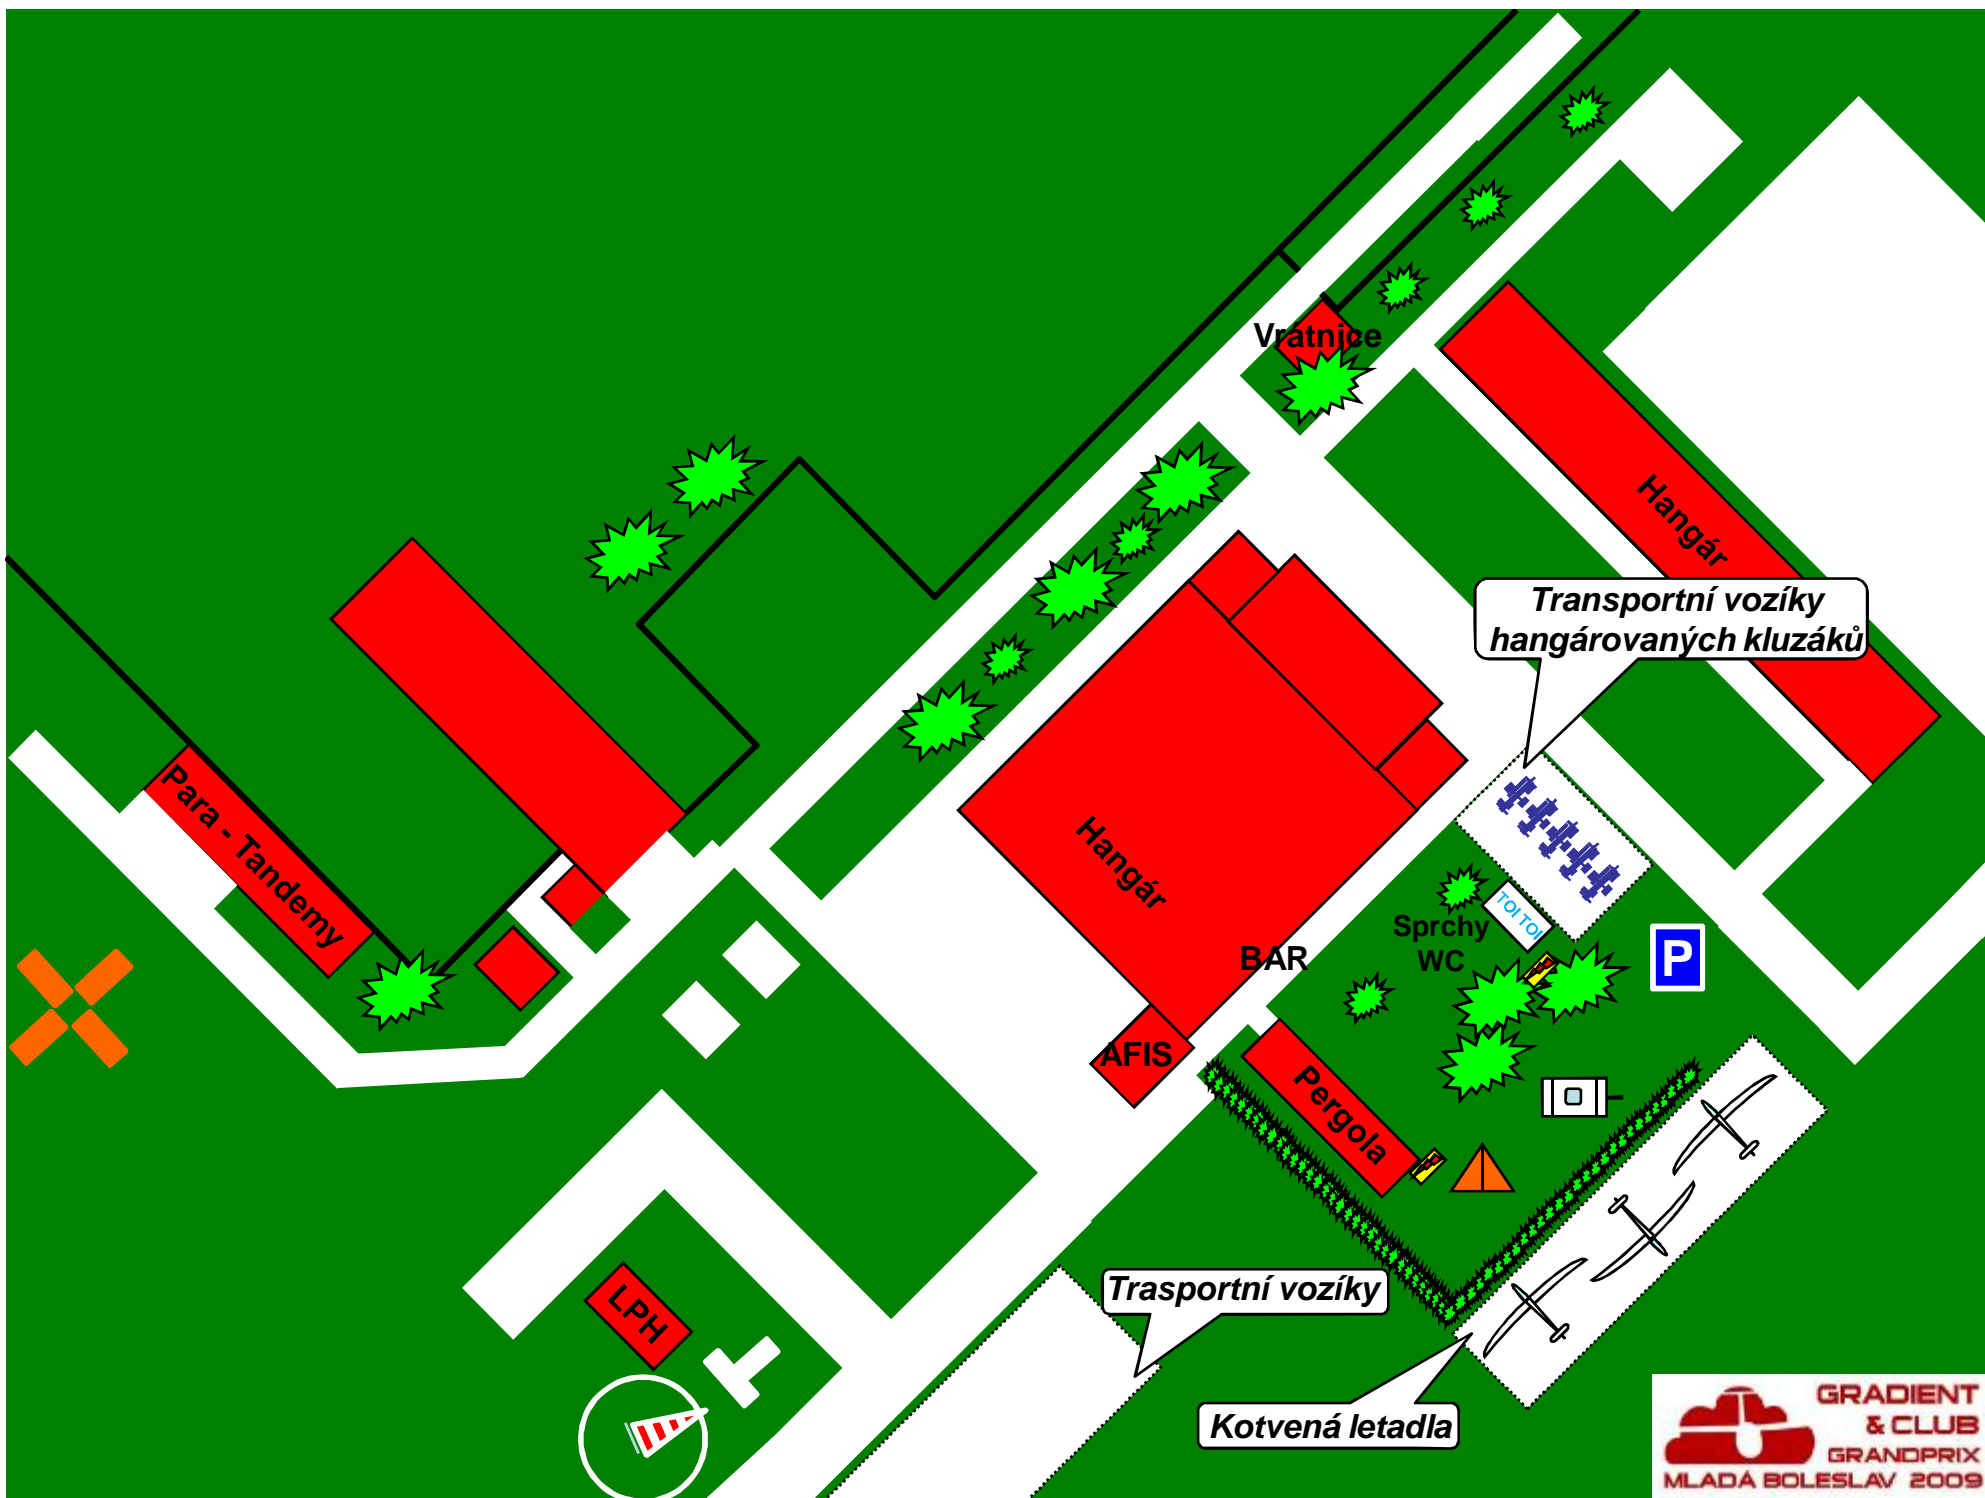 Vrátnice
Hangár
Transportní vozíky
hangárovaných kluzáků
Para - Tandemy
Hangár
TOI TOI
Sprchy
WC
BAR
P
AFIS
Pergola
LPH
Trasportní vozíky
Kotvená letadla
GRADIENT
& CLUB
GRANDPRIX
MLADÁ BOLESLAV 2009